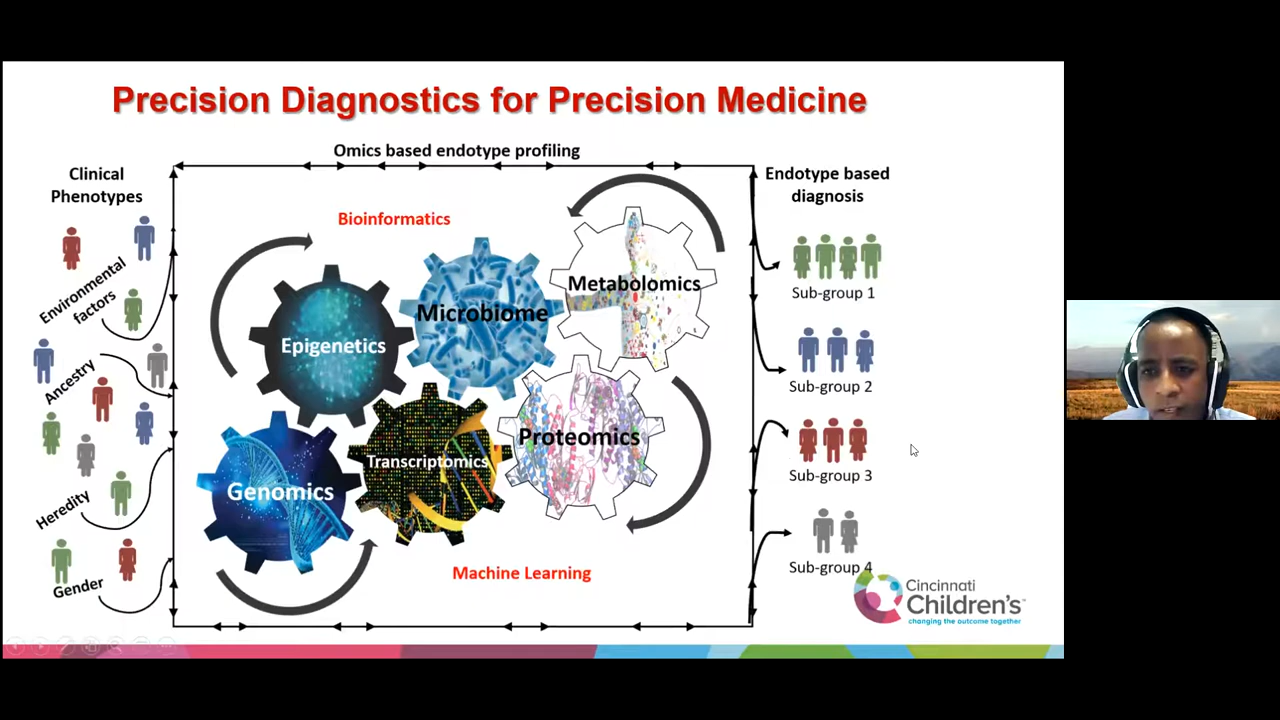 Precision Diagnostics for Precision Medicine
Omics based endotype profiling
Clinical
Phenotypes
Environmental
factors
Ancestry
Heredity
Gender
Bioinformatics
Metabolomics
Microbiome
Epigenetics
Proteomics
Transcriptomics
Genomics
Machine Learning
Endotype based
diagnosis
Sub-group 1
Sub-group 2
Sub-group 3
Sub-group 4
Cincinnati
Children's™
changing the outcome together